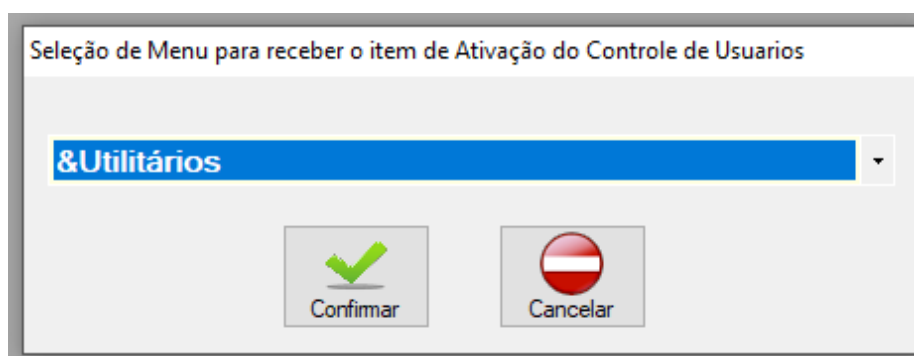 Seleção de Menu para receber o item de Ativação do Controle de Usuarios
&Utilitários
Confirmar
Cancelar